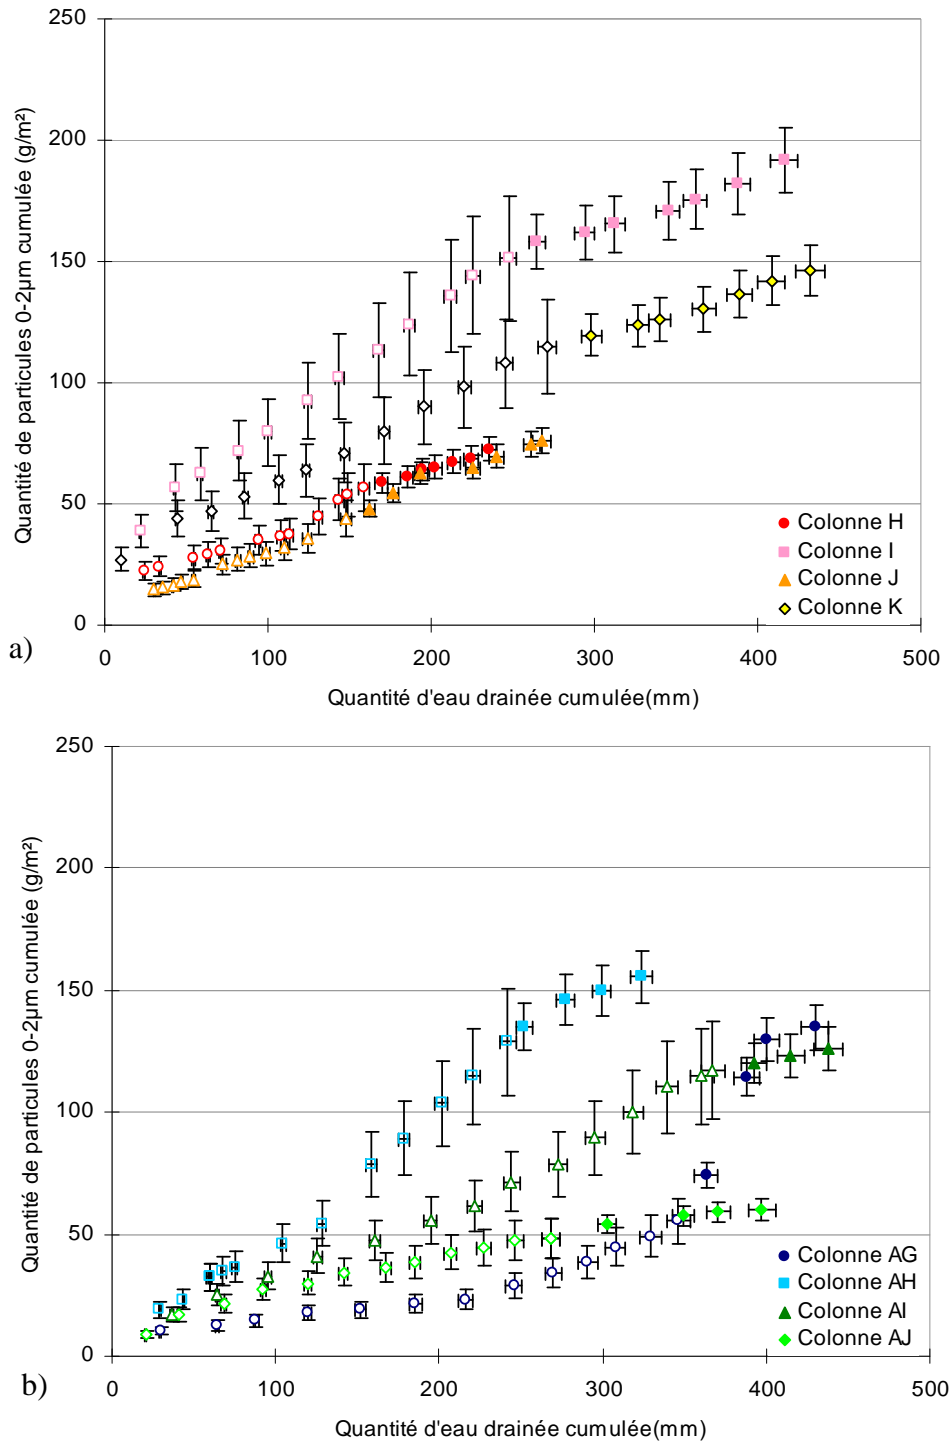 250
200
150
100
50
0
Quantité de particules 0-2µm cumulée (g/m²)
Colonne H
Colonne I
Colonne J
Colonne K
a)
0
100
200
300
400
500
Quantité d'eau drainée cumulée(mm)
250
200
150
100
50
0
Quantité de particules 0-2µm cumulée (g/m²)
Colonne AG
Colonne AH
Colonne AI
Colonne AJ
b)
0
100
200
300
400
500
Quantité d'eau drainée cumulée(mm)